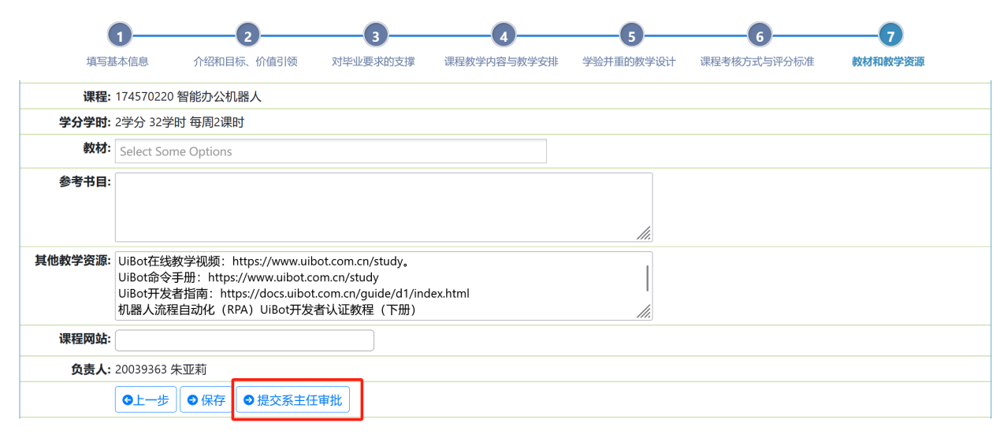 1 2 3 4 5 6 7
填写基本信息 介绍和目标、价值引领 对毕业要求的支撑 课程教学内容与教学安排 学验并重的教学设计 课程考核方式与评分标准 教材和教学资源
课程: 174570220 智能办公机器人
学分学时: 2学分 32学时 每周2课时
教材: Select Some Options
参考书目:
其他教学资源: UiBot在线教学视频：https://www.uibot.com.cn/study。
UiBot命令手册：https://www.uibot.com.cn/study
UiBot开发者指南：https://docs.uibot.com.cn/guide/d1/index.html
机器人流程自动化（RPA）UiBot开发者认证教程（下册）
课程网站:
负责人: 20039363 朱亚莉
上一步 保存 提交系主任审批